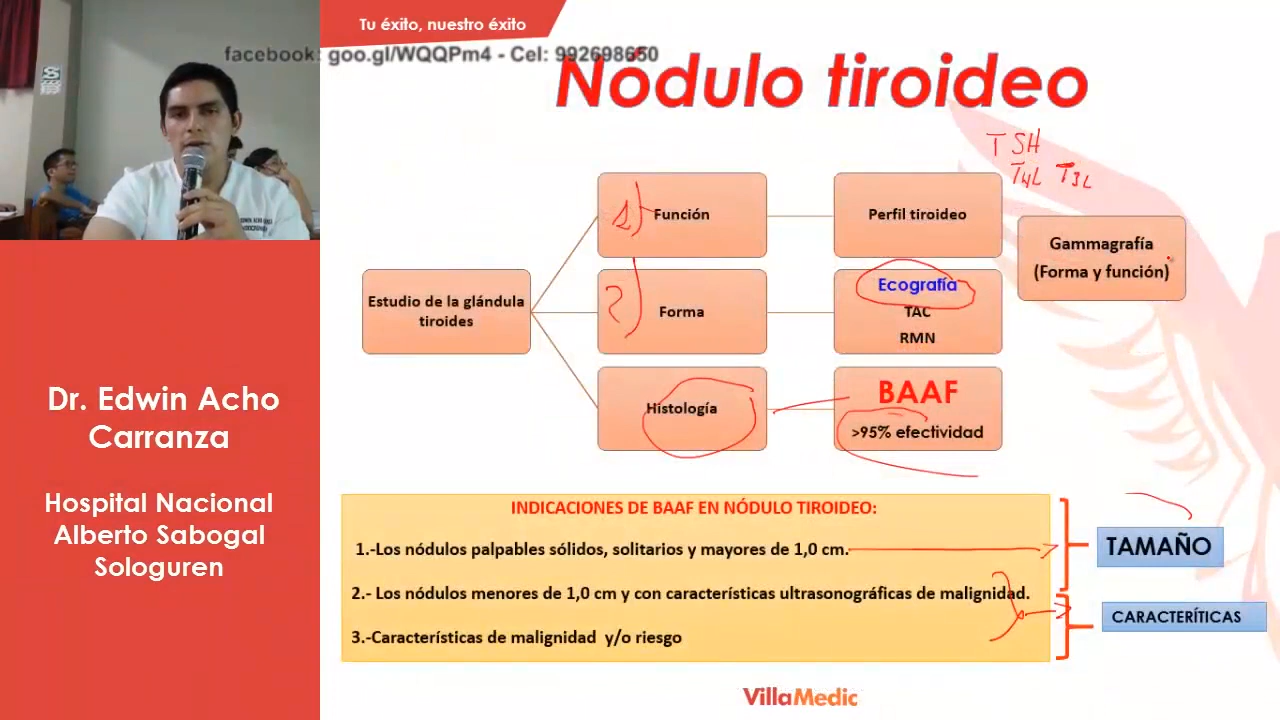 Tu éxito, nuestro éxito
facebook: goo.gl/WQQPm4 - Cel: 992698650
Nódulo tiroideo
TSH
T4L T3L
1) Función
Perfil tiroideo
Gammagrafía
(Forma y función)
Estudio de la glándula
tiroides
2) Forma
Ecografía
TAC
RMN
Histología
BAAF
>95% efectividad
Dr. Edwin Acho
Carranza
Hospital Nacional
Alberto Sabogal
Sologuren
INDICACIONES DE BAAF EN NÓDULO TIROIDEO:
1.-Los nódulos palpables sólidos, solitarios y mayores de 1,0 cm.
TAMAÑO
2.- Los nódulos menores de 1,0 cm y con características ultrasonográficas de malignidad.
CARACTERÍTICAS
3.-Características de malignidad y/o riesgo
VillaMedic